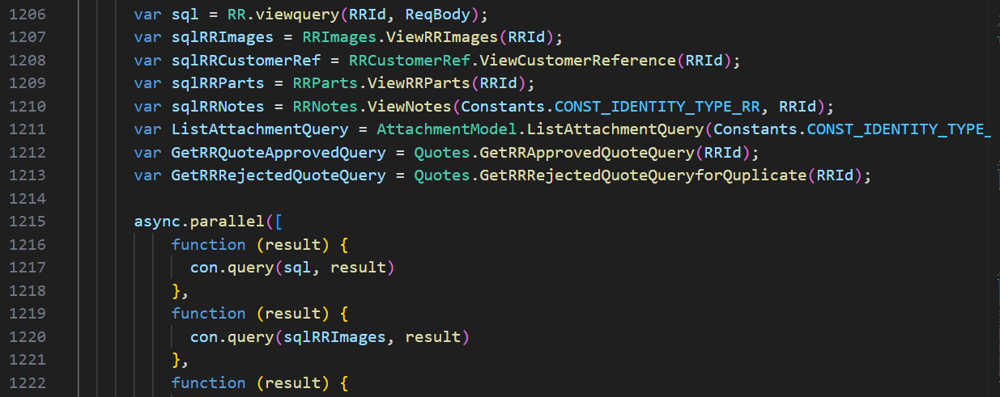 1206 var sql = RR.viewquery(RRId, ReqBody);
1207 var sqlRRImages = RRImages.ViewRRImages(RRId);
1208 var sqlRRCustomerRef = RRCustomerRef.ViewCustomerReference(RRId);
1209 var sqlRRParts = RRParts.ViewRRParts(RRId);
1210 var sqlRRNotes = RRNotes.ViewNotes(Constants.CONST_IDENTITY_TYPE_RR, RRId);
1211 var ListAttachmentQuery = AttachmentModel.ListAttachmentQuery(Constants.CONST_IDENTITY_TYPE_
1212 var GetRRQuoteApprovedQuery = Quotes.GetRRApprovedQuoteQuery(RRId);
1213 var GetRRRejectedQuoteQuery = Quotes.GetRRRejectedQuoteQueryforQuplicate(RRId);
1214
1215 async.parallel([
1216 function (result) {
1217 con.query(sql, result)
1218 },
1219 function (result) {
1220 con.query(sqlRRImages, result)
1221 },
1222 function (result) {